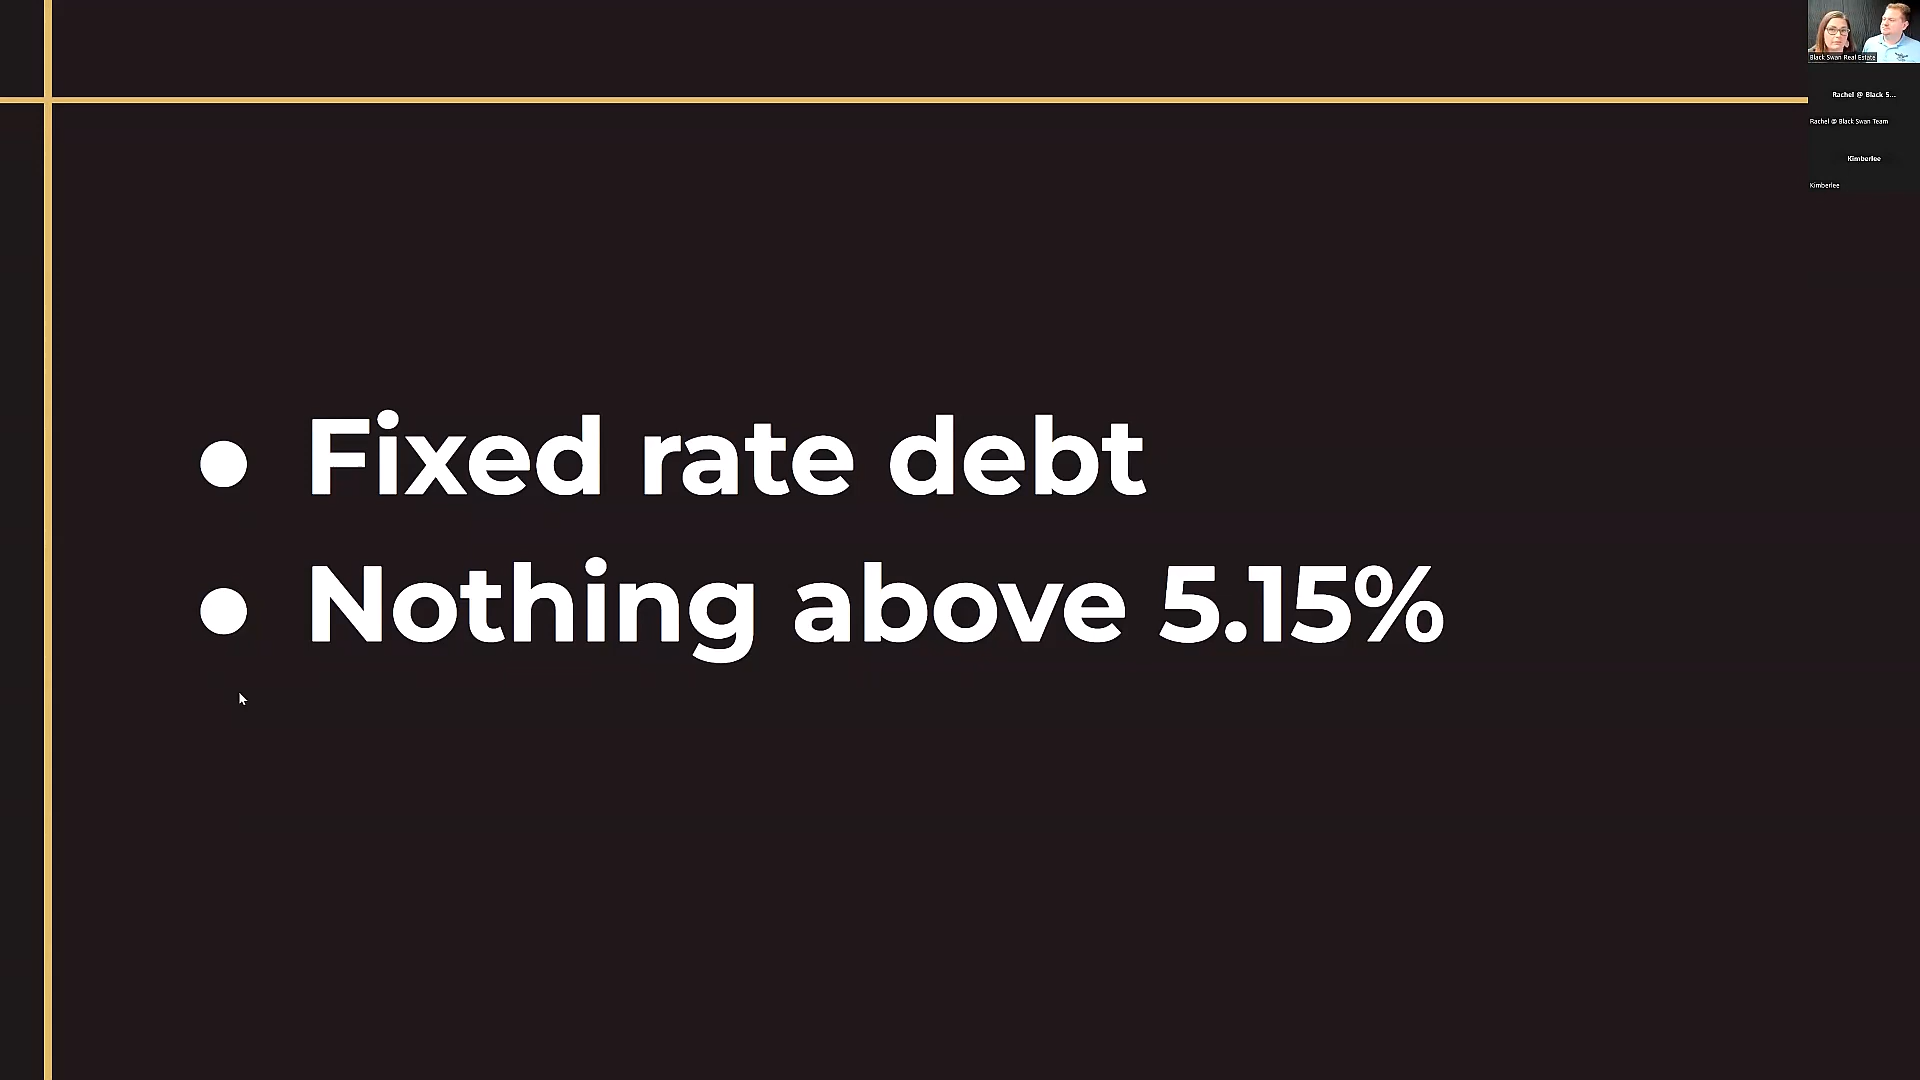 Black Swan Real Estate
Rachel @ Black S...
Rachel @ Black Swan Team
Kimberlee
Kimberlee
• Fixed rate debt
• Nothing above 5.15%